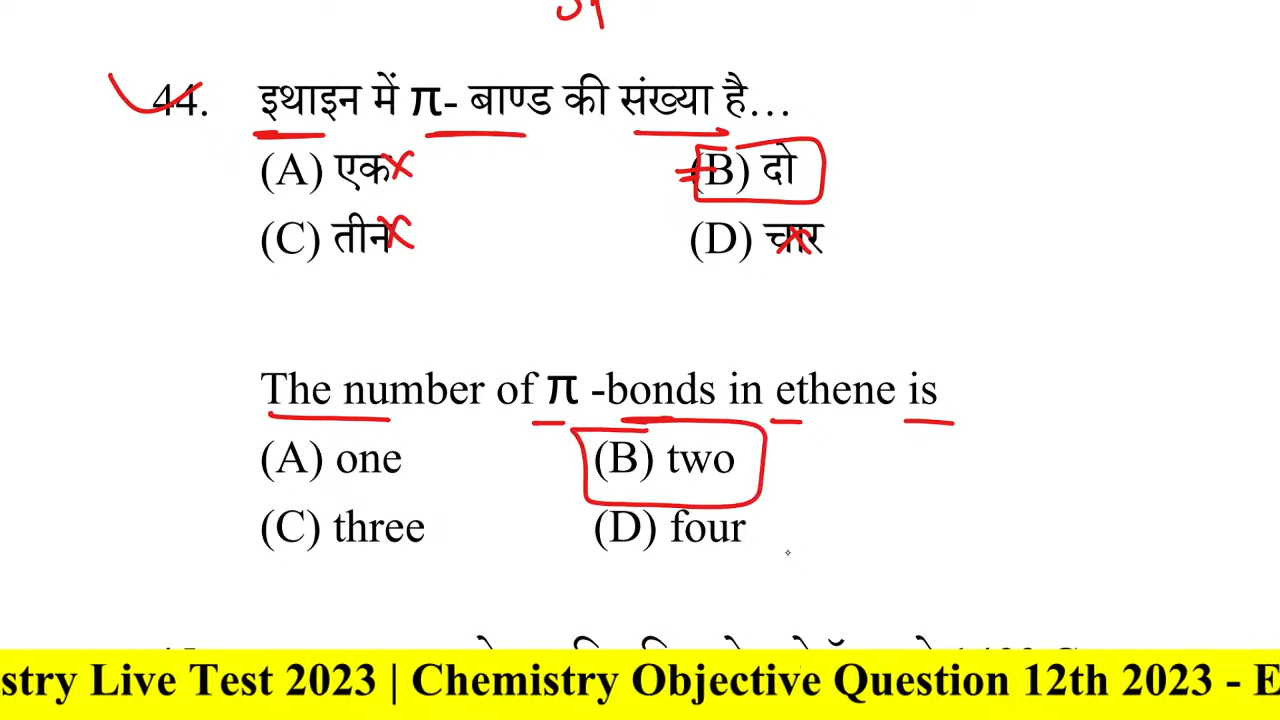 44. इथाइन में π- बाण्ड की संख्या है...
(A) एक (B) दो
(C) तीन (D) चार
The number of π -bonds in ethene is
(A) one (B) two
(C) three (D) four
stry Live Test 2023 | Chemistry Objective Question 12th 2023 - E